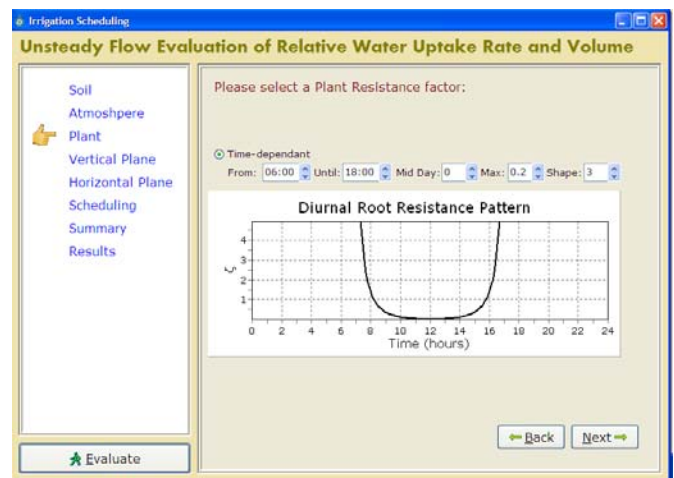 Irrigation Scheduling
Unsteady Flow Evaluation of Relative Water Uptake Rate and Volume
Soil
Atmoshpere
Plant
Vertical Plane
Horizontal Plane
Scheduling
Summary
Results
Evaluate
Please select a Plant Resistance factor:
Time-dependant
From: 06:00 Until: 18:00 Mid Day: 0 Max: 0.2 Shape: 3
Diurnal Root Resistance Pattern
4
3
2
1
ζ
0 2 4 6 8 10 12 14 16 18 20 22 24
Time (hours)
Back Next